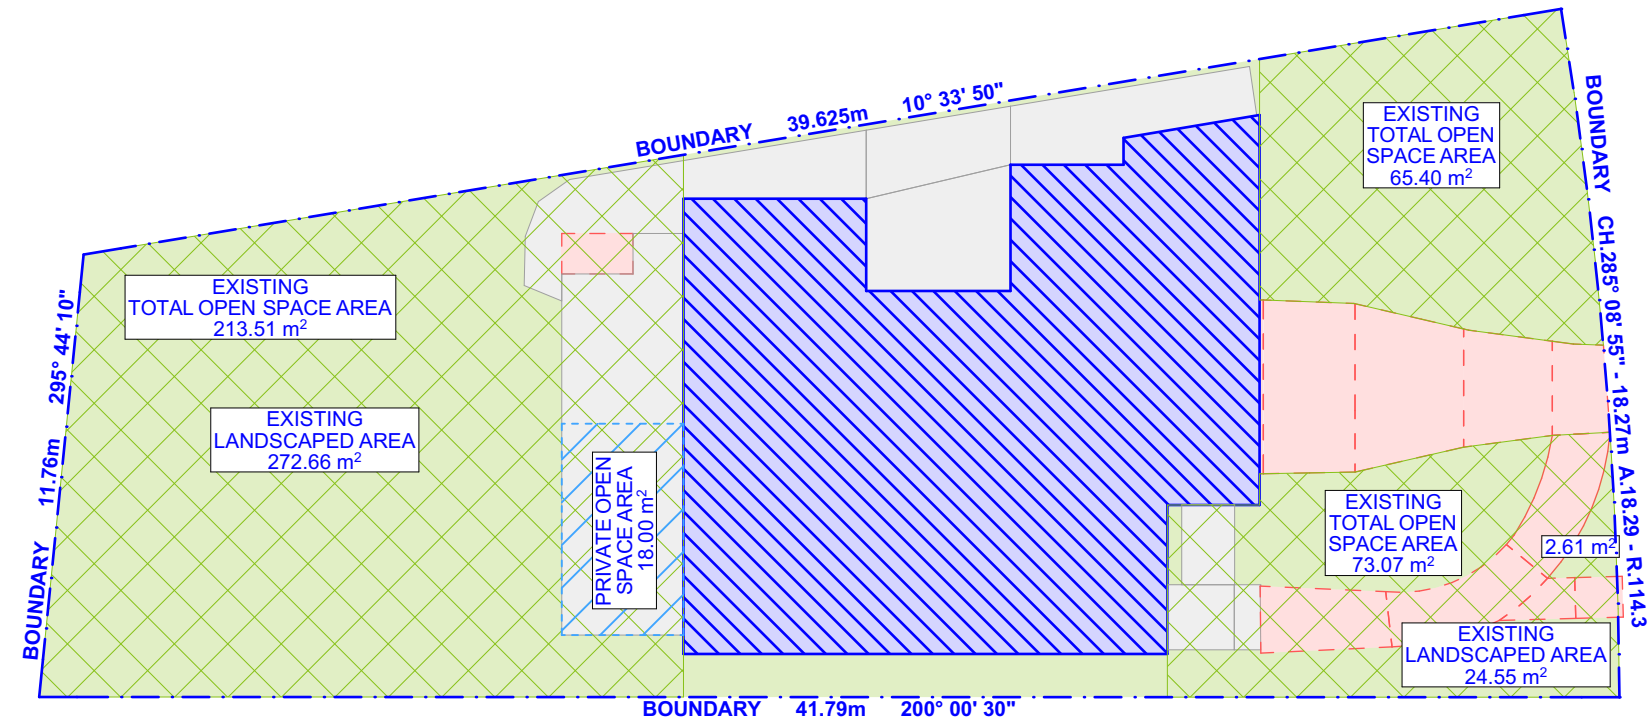 BOUNDARY 39.625m 10° 33' 50"
EXISTING
TOTAL OPEN
SPACE AREA
65.40 m²
BOUNDARY CH.285° 08' 55" - 18.27m A.18.29 - R.114.3
EXISTING
TOTAL OPEN SPACE AREA
213.51 m²
BOUNDARY 11.76m 295° 44' 10"
EXISTING
LANDSCAPED AREA
272.66 m²
PRIVATE OPEN
SPACE AREA
18.00 m²
EXISTING
TOTAL OPEN
SPACE AREA
73.07 m²
2.61 m²
EXISTING
LANDSCAPED AREA
24.55 m²
BOUNDARY 41.79m 200° 00' 30"